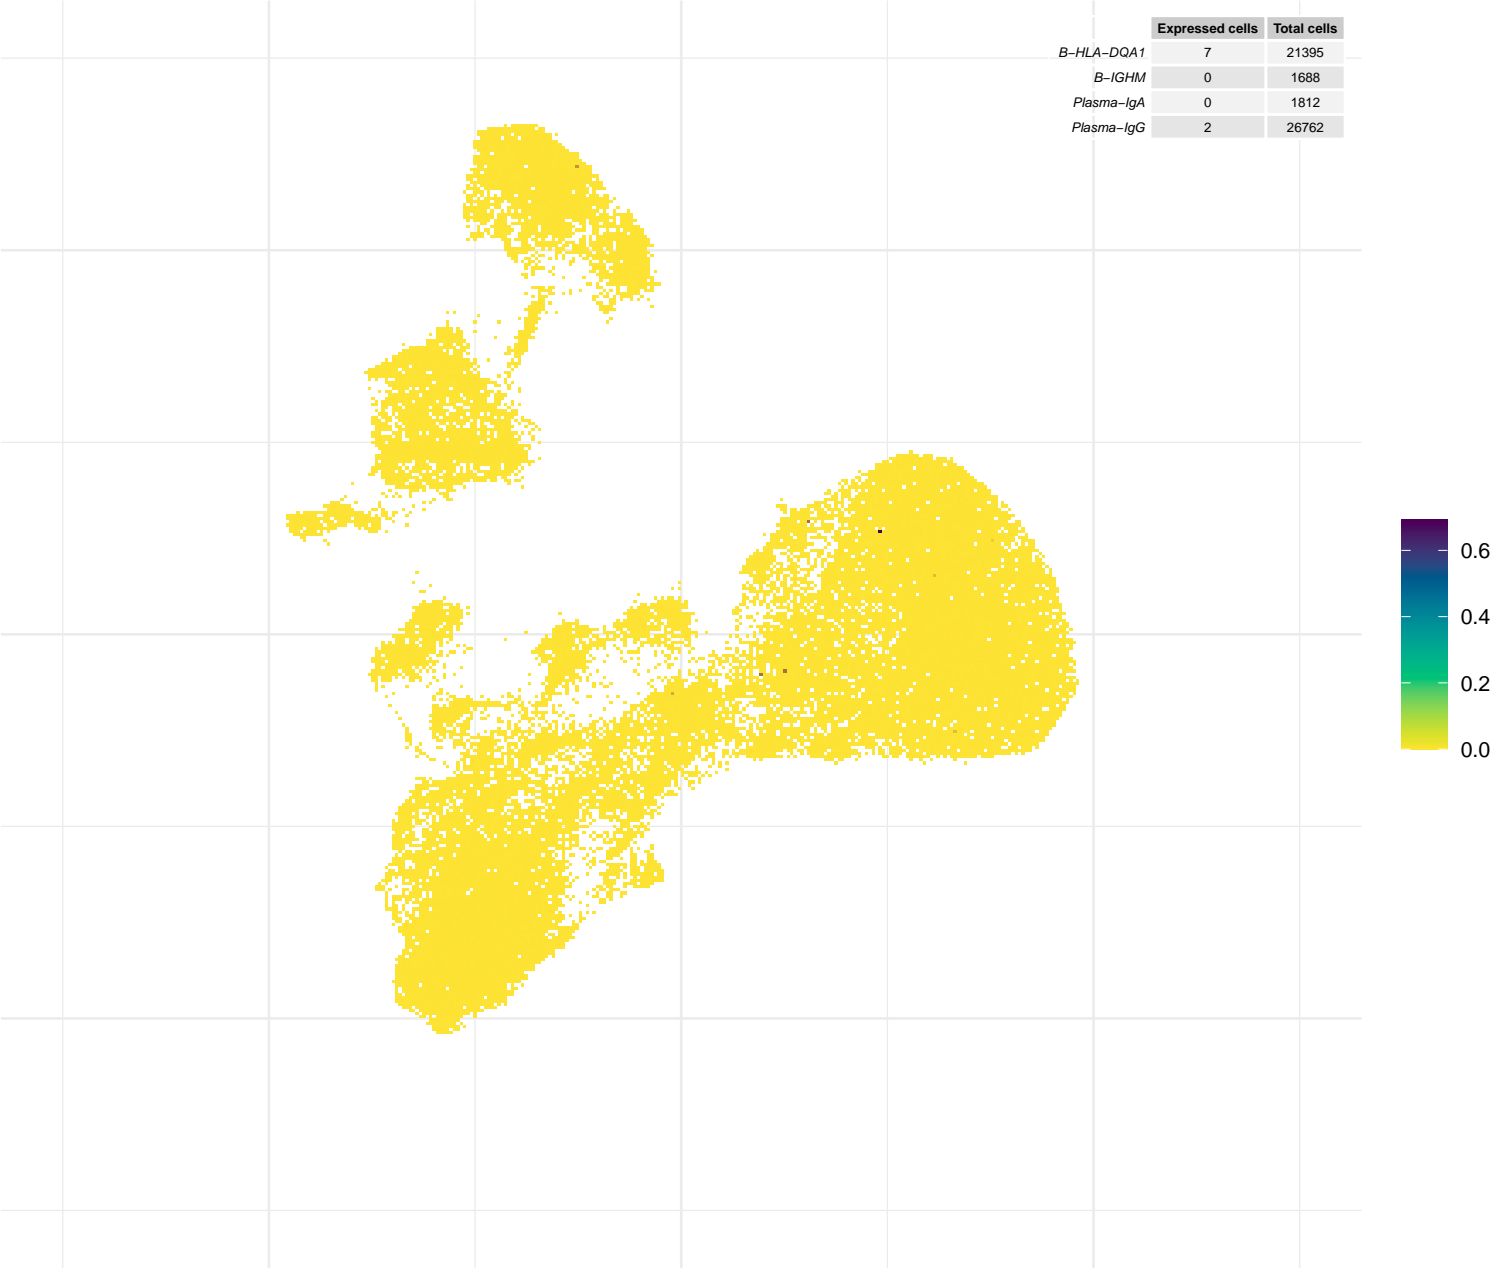 Expressed cells Total cells
B−HLA−DQA1 7 21395
B−IGHM 0 1688
Plasma−IgA 0 1812
Plasma−IgG 2 26762
0.6
0.4
0.2
0.0